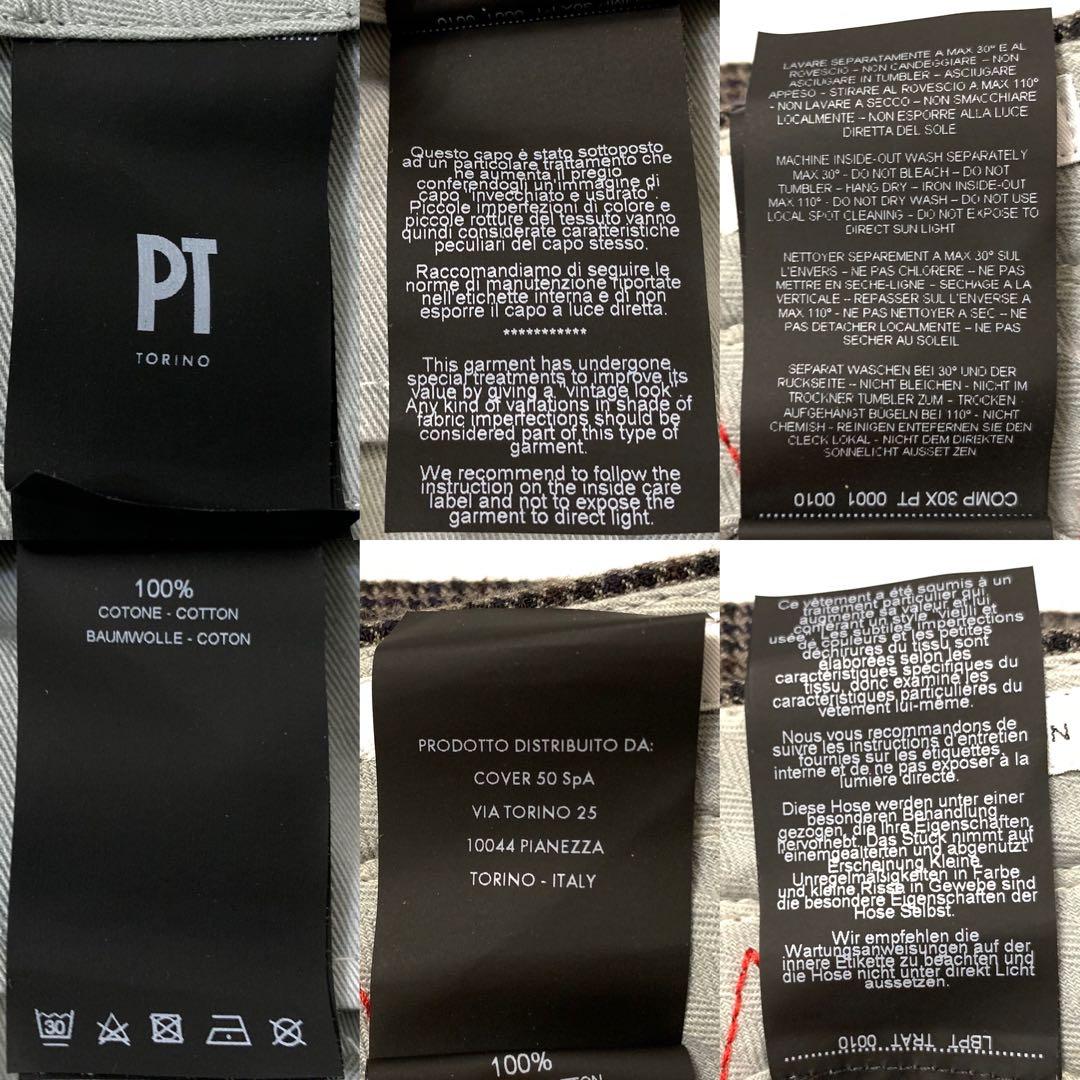 PT
TORINO
Questo capo è stato sottoposto
ad un particolare trattamento che
ne aumenta il pregio
conferendogli un'immagine di
capo "invecchiato e usurato".
Piccole imperfezioni di colore e
piccole rotture del tessuto vanno
quindi considerate caratteristiche
peculiari del capo stesso.
Raccomandiamo di seguire le
norme di manutenzione riportate
nell'etichette interna e di non
esporre il capo a luce diretta.
***********
This garment has undergone
special treatments to improve its
value by giving a "vintage look".
Any kind of variations in shade of
fabric imperfections should be
considered part of this type of
garment.
We recommend to follow the
instruction on the inside care
label and not to expose the
garment to direct light.
LAVARE SEPARATAMENTE A MAX 30° E AL
ROVESCIO - NON CANDEGGIARE - NON
ASCIUGARE IN TUMBLER - ASCIUGARE
APPESO - STIRARE AL ROVESCIO A MAX 110°
- NON LAVARE A SECCO - NON SMACCHIARE
LOCALMENTE - NON ESPORRE ALLA LUCE
DIRETTA DEL SOLE
MACHINE INSIDE-OUT WASH SEPARATELY
MAX 30° - DO NOT BLEACH - DO NOT
TUMBLER - HANG DRY - IRON INSIDE-OUT
MAX 110° - DO NOT DRY WASH - DO NOT USE
LOCAL SPOT CLEANING - DO NOT EXPOSE TO
DIRECT SUN LIGHT
NETTOYER SEPAREMENT A MAX 30° SUL
L'ENVERS - NE PAS CHLORERE - NE PAS
METTRE EN SECHE-LIGNE - SECHAGE A LA
VERTICALE - REPASSER SUL L'ENVERSE A
MAX 110° - NE PAS NETTOYER A SEC - NE
PAS DETACHER LOCALMENTE - NE PAS
SECHER AU SOLEIL
SEPARAT WASCHEN BEI 30° UND DER
RUCKSEITE - NICHT BLEICHEN - NICHT IM
TROCKNER TUMBLER ZUM - TROCKEN
AUFGEHANGT BÜGELN BEI 110° - NICHT
CHEMISH - REINIGEN ENTEFERNEN SIE DEN
CLECK LOKAL - NICHT DEM DIREKTEN
SONNELICHT AUSSET ZEN
COMP 30X PT 0001 0010
100%
COTONE - COTTON
BAUMWOLLE - COTON
30
PRODOTTO DISTRIBUITO DA:
COVER 50 SpA
VIA TORINO 25
10044 PIANEZZA
TORINO - ITALY
100%
Ce vêtement a été soumis à un
traitement particulier qui
augmente sa valeur et lui
conférant un style "vieuli et
usée". Les subtiles imperfections
de couleurs et les petites
déchirures du tissu sont
élaborées selon les
caractéristiques spécifiques du
tissu, donc examiné les
caractéristiques particulières du
vêtement lui-même.
Nous vous recommandons de
suivre les instructions d'entretien
fournies sur les étiquettes
interne et de ne pas exposer à la
lumière directe.
Diese Hose werden unter einer
besonderen Behandlung
gezogen, die Ihre Eigenschaften
hervorhebt. Das Stück nimmt auf
einemgealterten und abgenutzt
Erscheinung Kleine
Unregelmaßigkeiten in Farbe
und kleine Risse in Gewebe sind
die besondere Eigenschaften der
Hose Selbst.
Wir empfehlen die
Wartungsanweisungen auf der
innere Etikette zu beachten und
die Hose nicht unter direkt Licht
aussetzen.
N
LBPT TRAT 0010